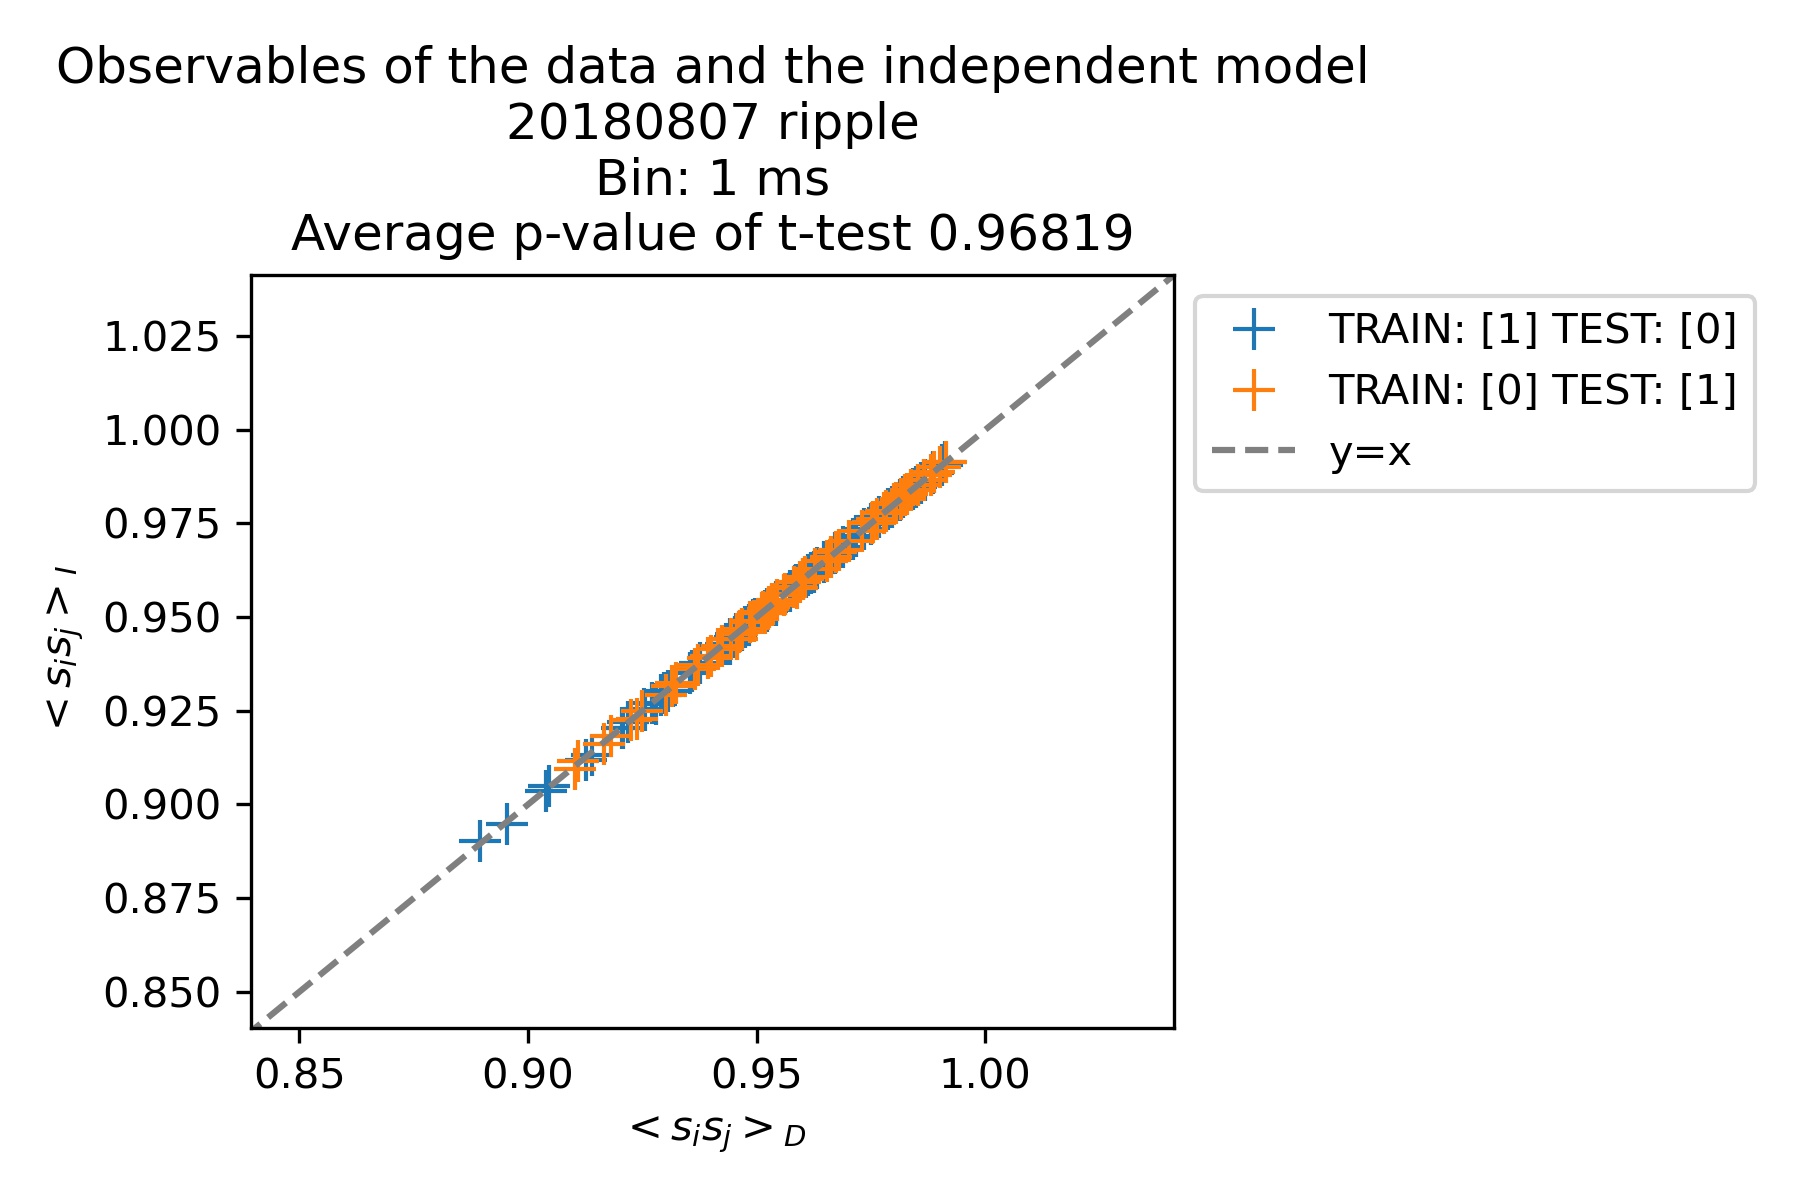 Observables of the data and the independent model
20180807 ripple
Bin: 1 ms
Average p-value of t-test 0.96819
1.025
1.000
0.975
0.950
0.925
0.900
0.875
0.850
< s_i s_j >_I
0.85 0.90 0.95 1.00
< s_i s_j >_D
TRAIN: [1] TEST: [0]
TRAIN: [0] TEST: [1]
y=x